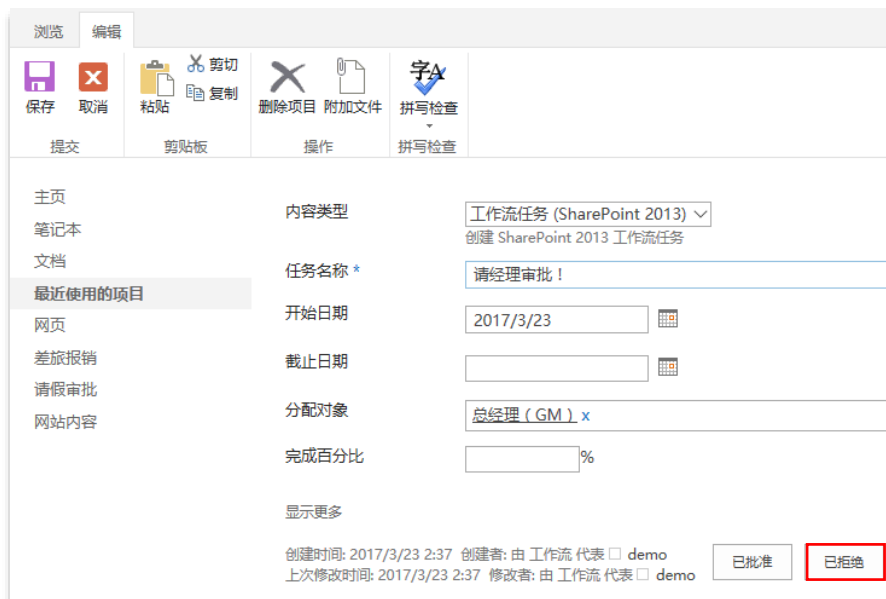 浏览 编辑
剪切
复制
保存 取消 粘贴 删除项目 附加文件 拼写检查
提交 剪贴板 操作 拼写检查
主页
笔记本
文档
最近使用的项目
网页
差旅报销
请假审批
网站内容
内容类型 工作流任务 (SharePoint 2013)
创建 SharePoint 2013 工作流任务
任务名称 * 请经理审批！
开始日期 2017/3/23
截止日期
分配对象 总经理（GM） x
完成百分比 %
显示更多
创建时间: 2017/3/23 2:37 创建者: 由 工作流 代表 demo
上次修改时间: 2017/3/23 2:37 修改者: 由 工作流 代表 demo
已批准 已拒绝